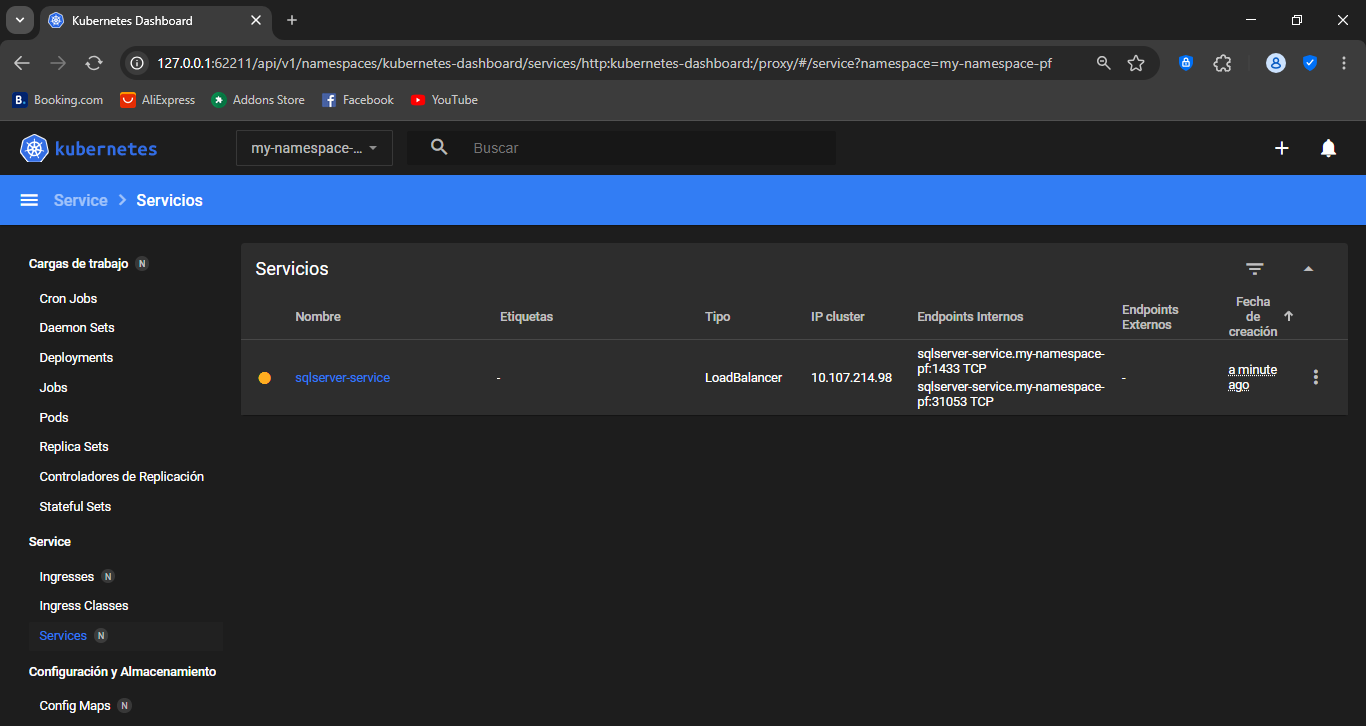 Kubernetes Dashboard
127.0.0.1:62211/api/v1/namespaces/kubernetes-dashboard/services/http:kubernetes-dashboard:/proxy/#/service?namespace=my-namespace-pf
B. Booking.com AliExpress Addons Store Facebook YouTube
kubernetes my-namespace-... Buscar
Service Servicios
Cargas de trabajo N
Cron Jobs
Daemon Sets
Deployments
Jobs
Pods
Replica Sets
Controladores de Replicación
Stateful Sets
Service
Ingresses N
Ingress Classes
Services N
Configuración y Almacenamiento
Config Maps N
Servicios
Nombre
Etiquetas
Tipo
IP cluster
Endpoints Internos
Endpoints
Externos
Fecha
de
creación
sqlserver-service
-
LoadBalancer
10.107.214.98
sqlserver-service.my-namespace-
pf:1433 TCP
sqlserver-service.my-namespace-
pf:31053 TCP
-
a minute
ago